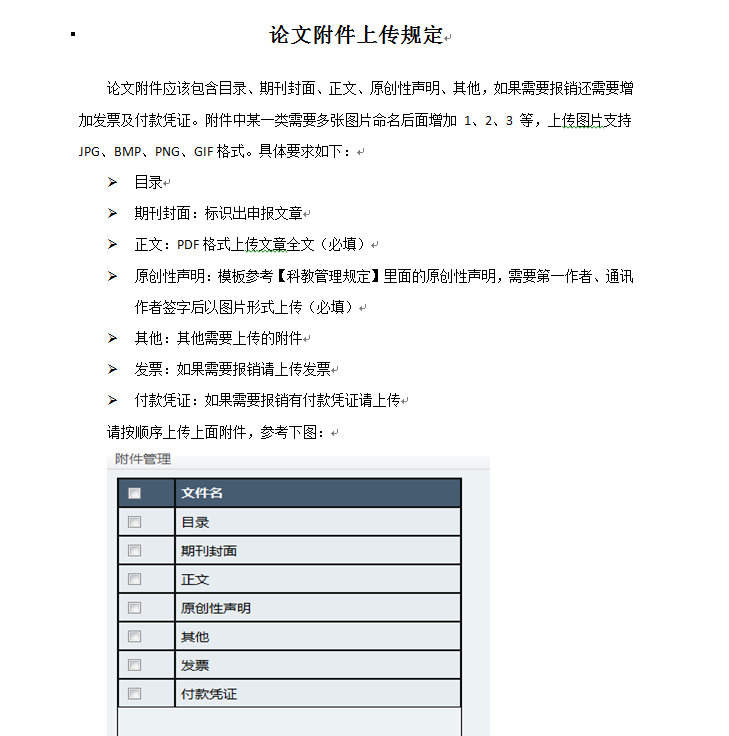 论文附件上传规定
论文附件应该包含目录、期刊封面、正文、原创性声明、其他，如果需要报销还需要增
加发票及付款凭证。附件中某一类需要多张图片命名后面增加 1、2、3 等，上传图片支持
JPG、BMP、PNG、GIF 格式。具体要求如下：
目录
期刊封面：标识出申报文章
正文：PDF 格式上传文章全文（必填）
原创性声明：模板参考【科教管理规定】里面的原创性声明，需要第一作者、通讯
作者签字后以图片形式上传（必填）
其他：其他需要上传的附件
发票：如果需要报销请上传发票
付款凭证：如果需要报销有付款凭证请上传
请按顺序上传上面附件，参考下图：
附件管理
文件名
目录
期刊封面
正文
原创性声明
其他
发票
付款凭证